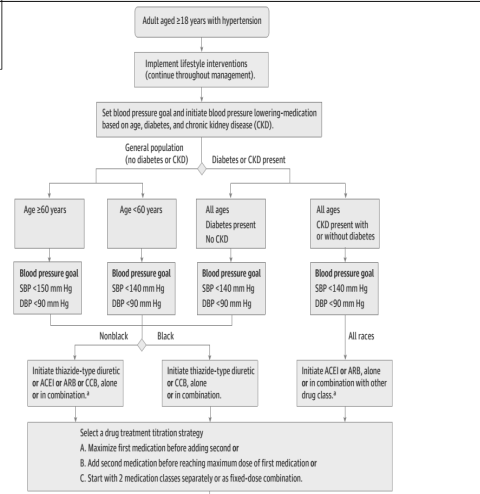 Adult aged ≥18 years with hypertension
Implement lifestyle interventions
(continue throughout management).
Set blood pressure goal and initiate blood pressure lowering-medication
based on age, diabetes, and chronic kidney disease (CKD).
General population
(no diabetes or CKD)
Diabetes or CKD present
Age ≥60 years
Age <60 years
All ages
Diabetes present
No CKD
All ages
CKD present with
or without diabetes
Blood pressure goal
SBP <150 mm Hg
DBP <90 mm Hg
Blood pressure goal
SBP <140 mm Hg
DBP <90 mm Hg
Blood pressure goal
SBP <140 mm Hg
DBP <90 mm Hg
Blood pressure goal
SBP <140 mm Hg
DBP <90 mm Hg
Nonblack
Black
All races
Initiate thiazide-type diuretic
or ACEI or ARB or CCB, alone
or in combination.a
Initiate thiazide-type diuretic
or CCB, alone
or in combination.
Initiate ACEI or ARB, alone
or in combination with other
drug class.a
Select a drug treatment titration strategy
A. Maximize first medication before adding second or
B. Add second medication before reaching maximum dose of first medication or
C. Start with 2 medication classes separately or as fixed-dose combination.